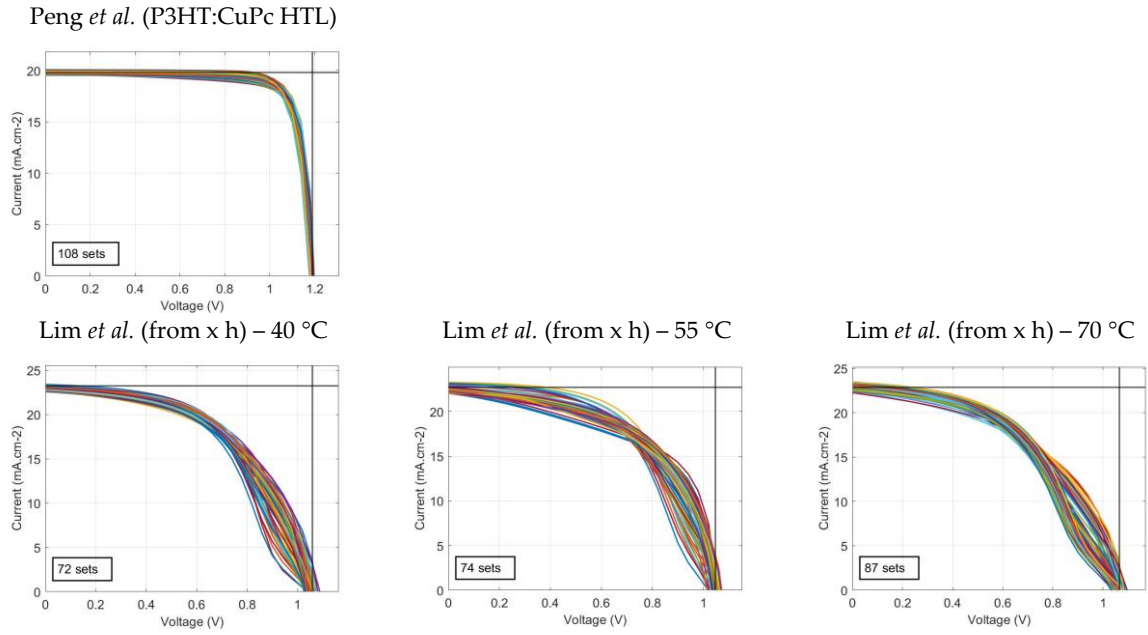 Peng et al. (P3HT:CuPc HTL)
20
15
10
5
0
Current (mA.cm-2)
108 sets
0 0.2 0.4 0.6 0.8 1 1.2
Voltage (V)
Lim et al. (from x h) – 40 °C
25
20
15
10
5
0
Current (mA.cm-2)
72 sets
0 0.2 0.4 0.6 0.8 1
Voltage (V)
Lim et al. (from x h) – 55 °C
20
15
10
5
0
Current (mA.cm-2)
74 sets
0 0.2 0.4 0.6 0.8 1
Voltage (V)
Lim et al. (from x h) – 70 °C
25
20
15
10
5
0
Current (mA.cm-2)
87 sets
0 0.2 0.4 0.6 0.8 1
Voltage (V)